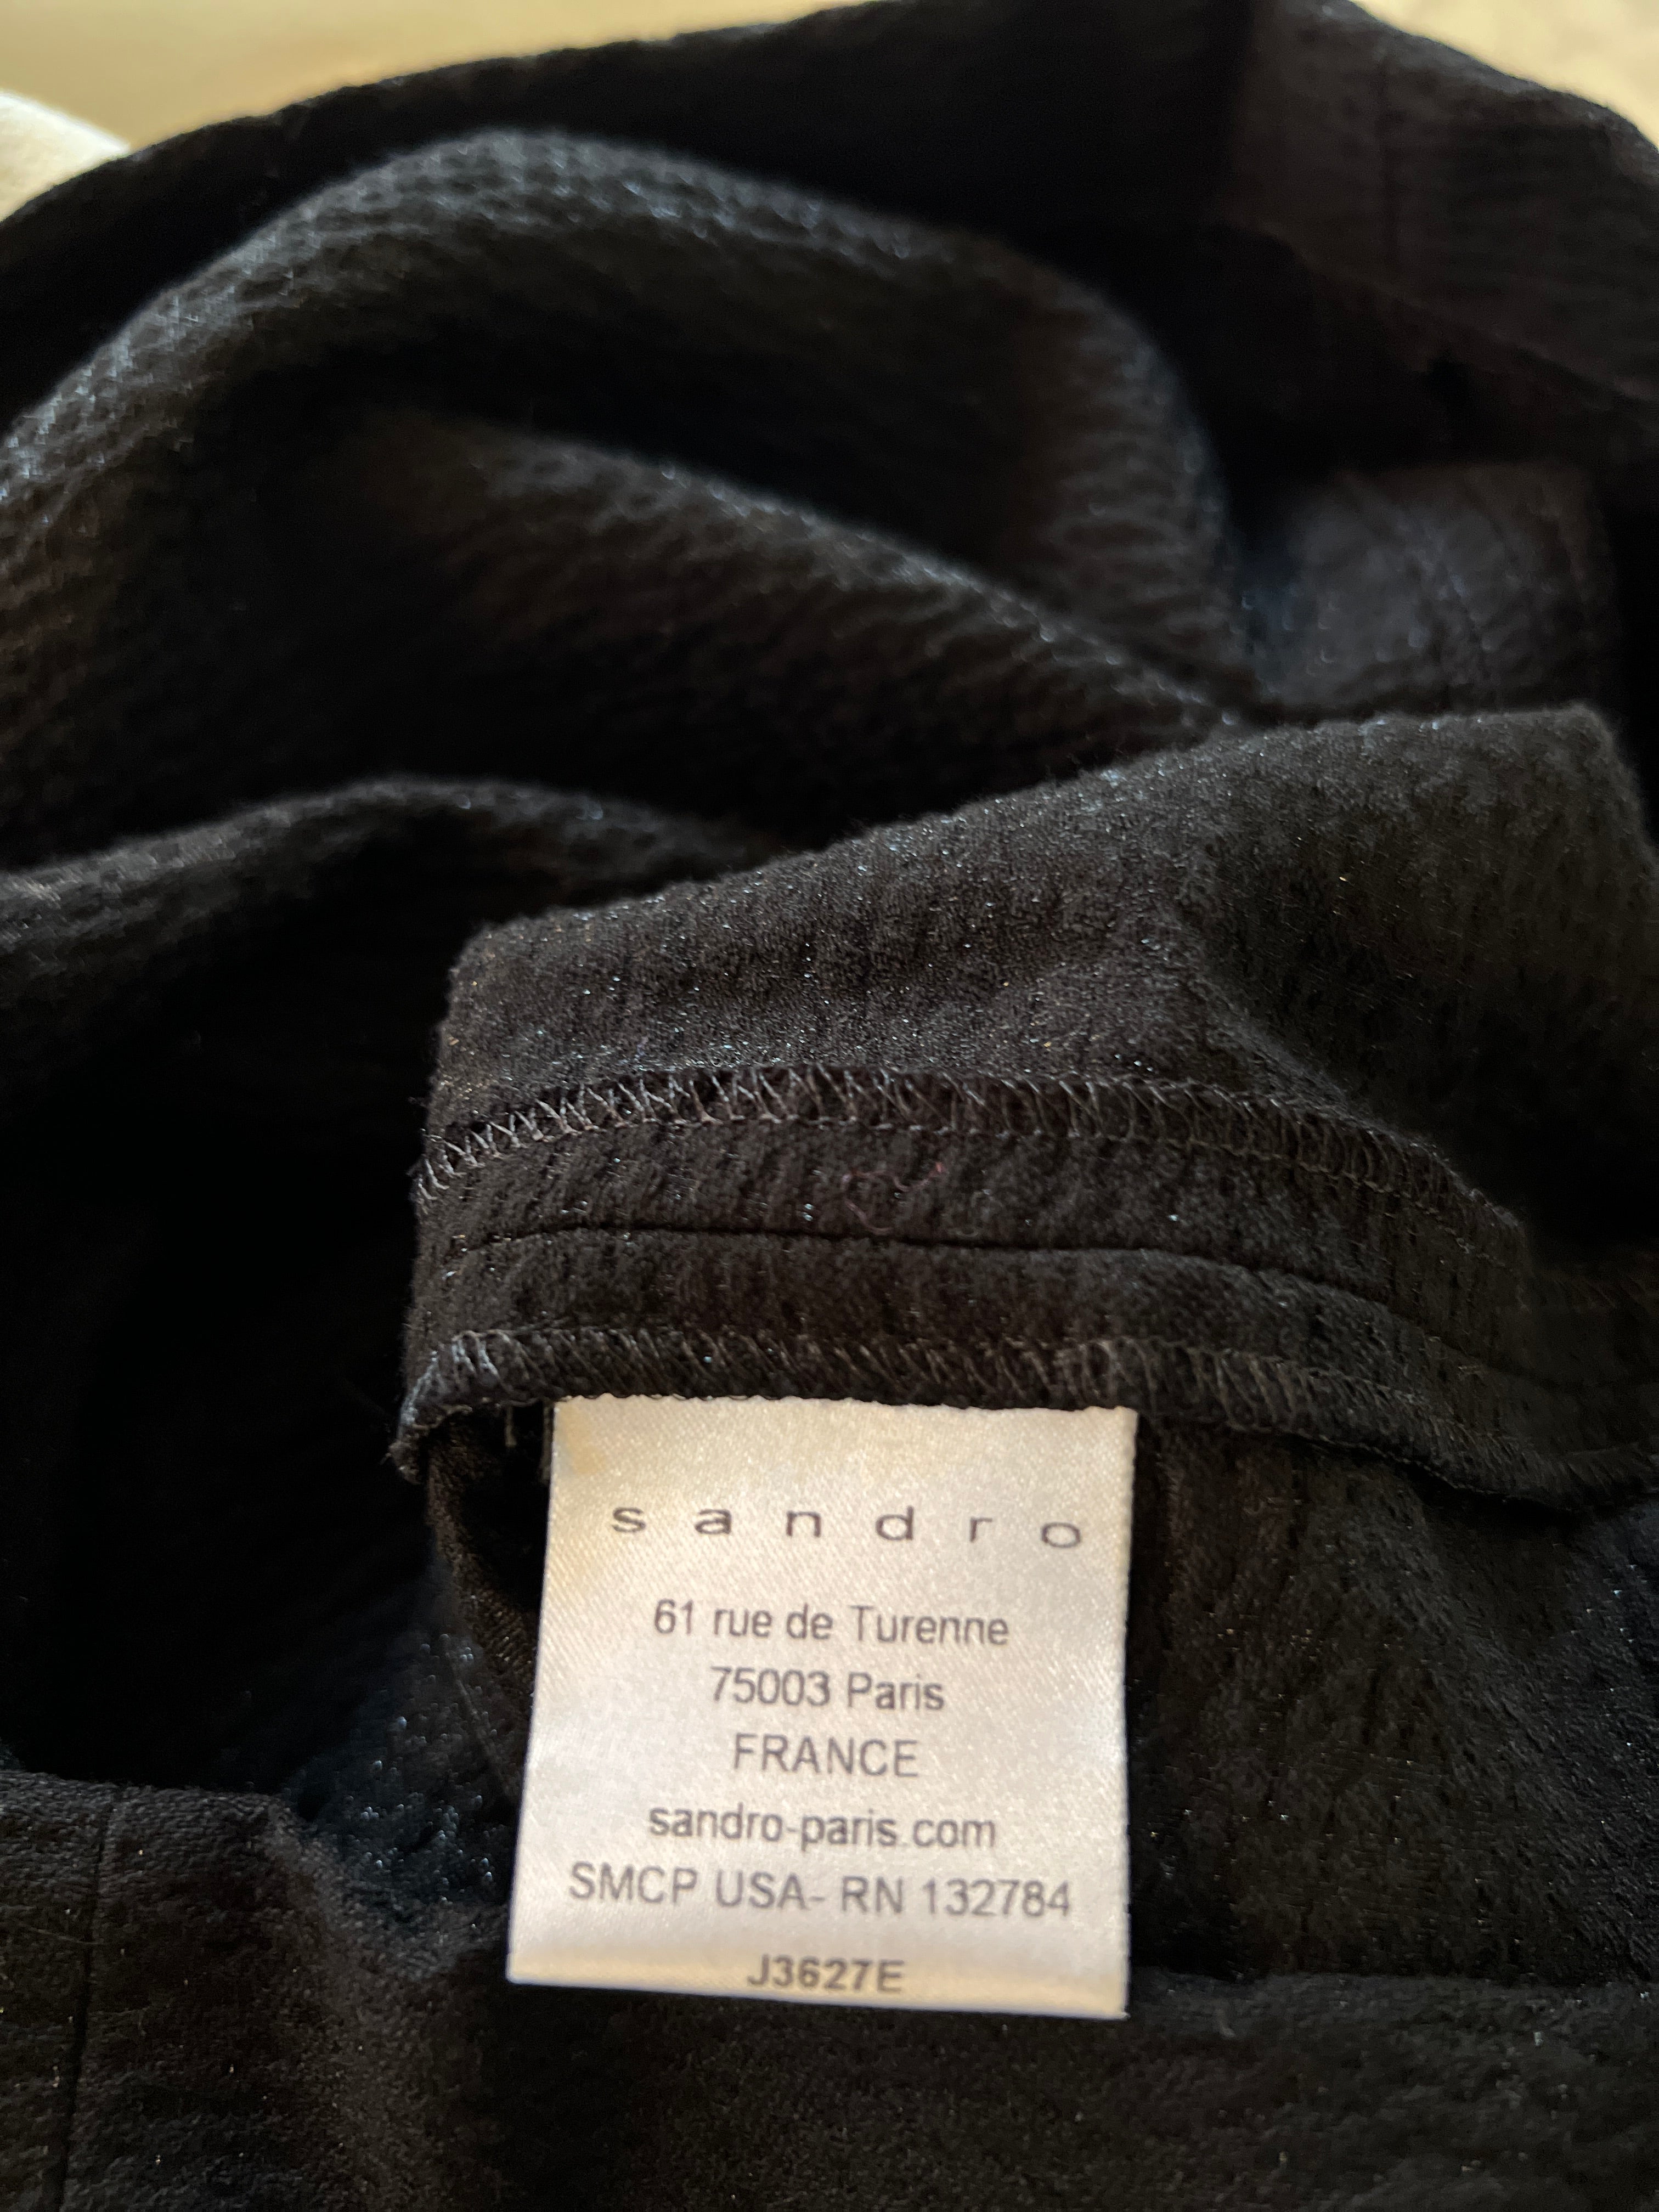 sandro
61 rue de Turenne
75003 Paris
FRANCE
sandro-paris.com
SMCP USA- RN 132784
J3627E